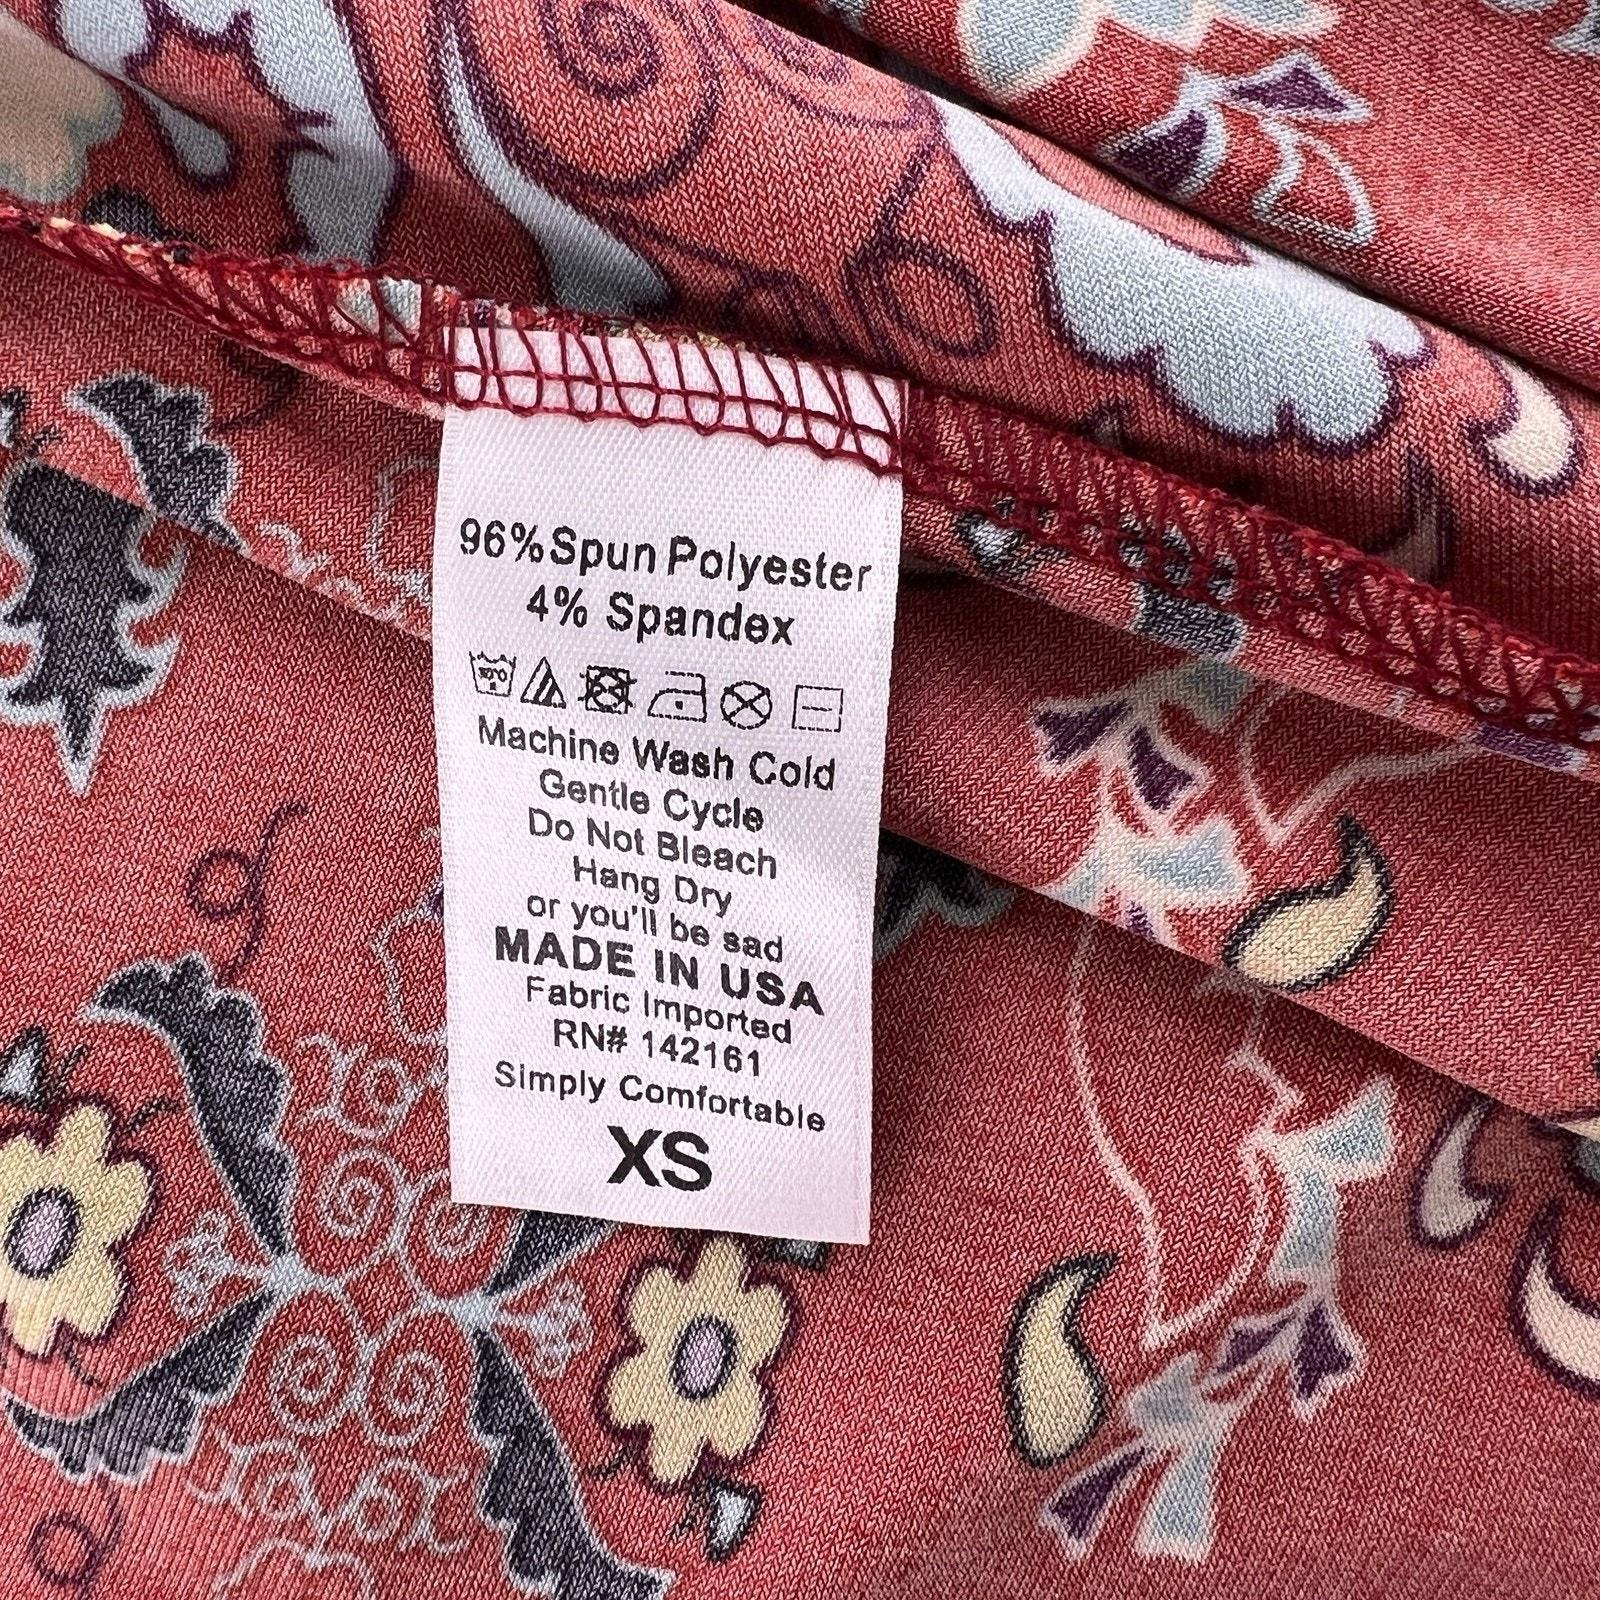 96% Spun Polyester
4% Spandex
Machine Wash Cold
Gentle Cycle
Do Not Bleach
Hang Dry
or you'll be sad
MADE IN USA
Fabric Imported
RN# 142161
Simply Comfortable
XS